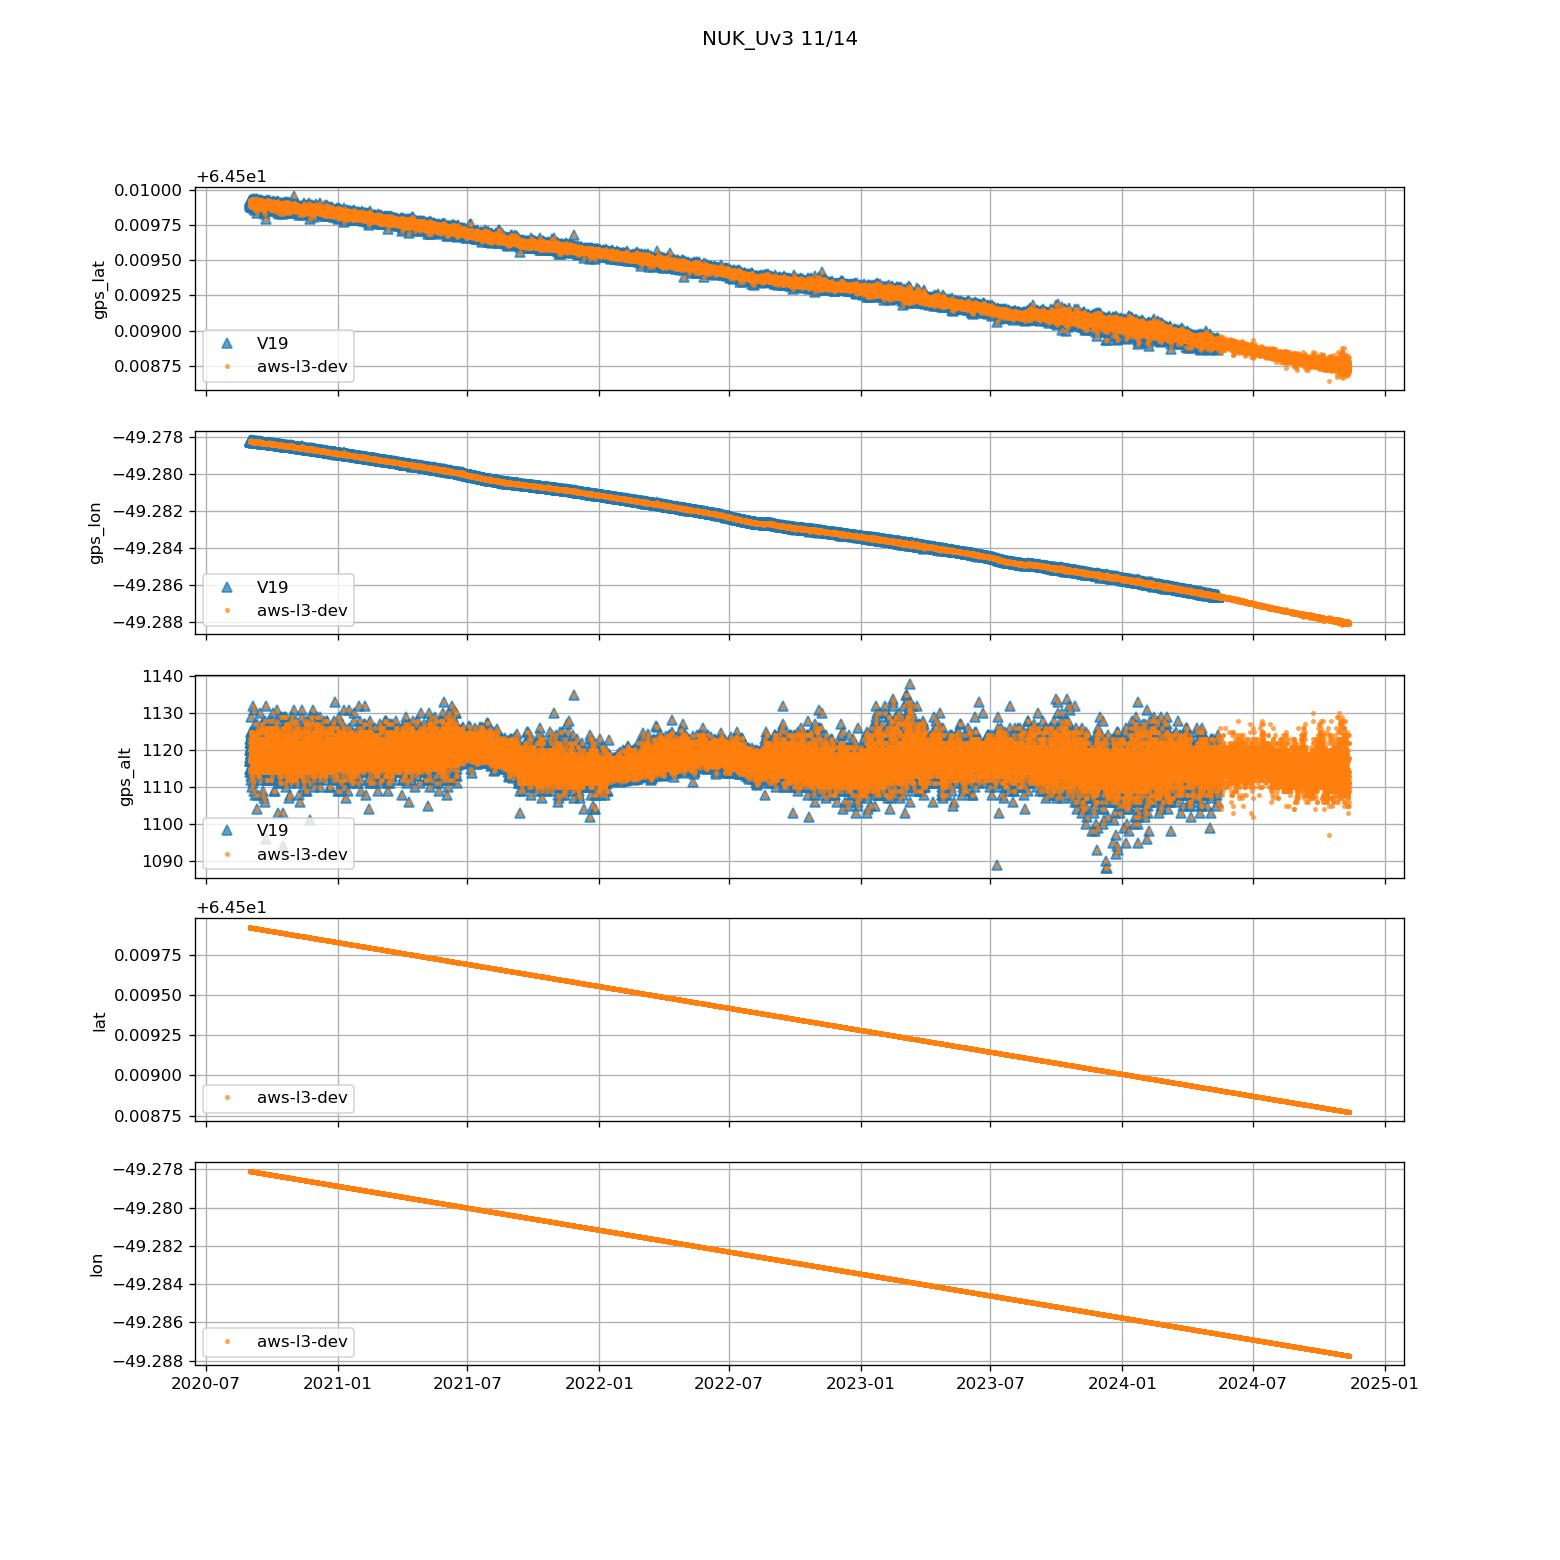 NUK_Uv3 11/14
+6.45e1
0.01000
0.00975
0.00950
0.00925
0.00900
0.00875
gps_lat
V19
aws-l3-dev
−49.278
−49.280
−49.282
−49.284
−49.286
−49.288
gps_lon
V19
aws-l3-dev
1140
1130
1120
1110
1100
1090
gps_alt
V19
aws-l3-dev
+6.45e1
0.00975
0.00950
0.00925
0.00900
0.00875
lat
aws-l3-dev
−49.278
−49.280
−49.282
−49.284
−49.286
−49.288
lon
aws-l3-dev
2020-07 2021-01 2021-07 2022-01 2022-07 2023-01 2023-07 2024-01 2024-07 2025-01